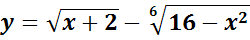 y = √(x + 2) − ⁶√(16 − x²)